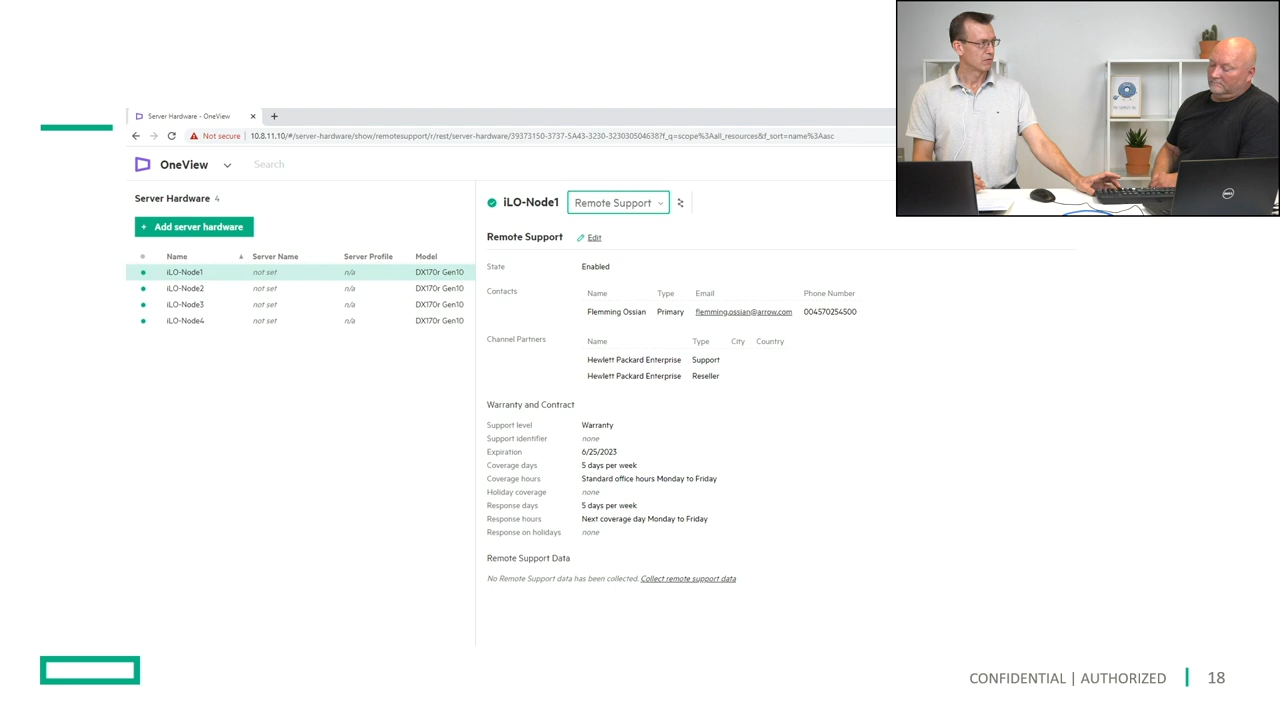 Server Hardware - OneView
Not secure 10.8.11.10/#/server-hardware/show/remotesupport/r/rest/server-hardware/39373150-3737-5A43-3230-323030504638?f_q=scope%3Aall_resources&f_sort=name%3Aasc
OneView Search
Server Hardware 4
+ Add server hardware
Name Server Name Server Profile Model
iLO-Node1 not set n/a DX170r Gen10
iLO-Node2 not set n/a DX170r Gen10
iLO-Node3 not set n/a DX170r Gen10
iLO-Node4 not set n/a DX170r Gen10
iLO-Node1 Remote Support
Remote Support Edit
State Enabled
Contacts Name Type Email Phone Number
Flemming Ossian Primary flemming.ossian@arrow.com 004570254500
Channel Partners Name Type City Country
Hewlett Packard Enterprise Support
Hewlett Packard Enterprise Reseller
Warranty and Contract
Support level Warranty
Support identifier none
Expiration 6/25/2023
Coverage days 5 days per week
Coverage hours Standard office hours Monday to Friday
Holiday coverage none
Response days 5 days per week
Response hours Next coverage day Monday to Friday
Response on holidays none
Remote Support Data
No Remote Support data has been collected. Collect remote support data
DELL
CONFIDENTIAL | AUTHORIZED 18